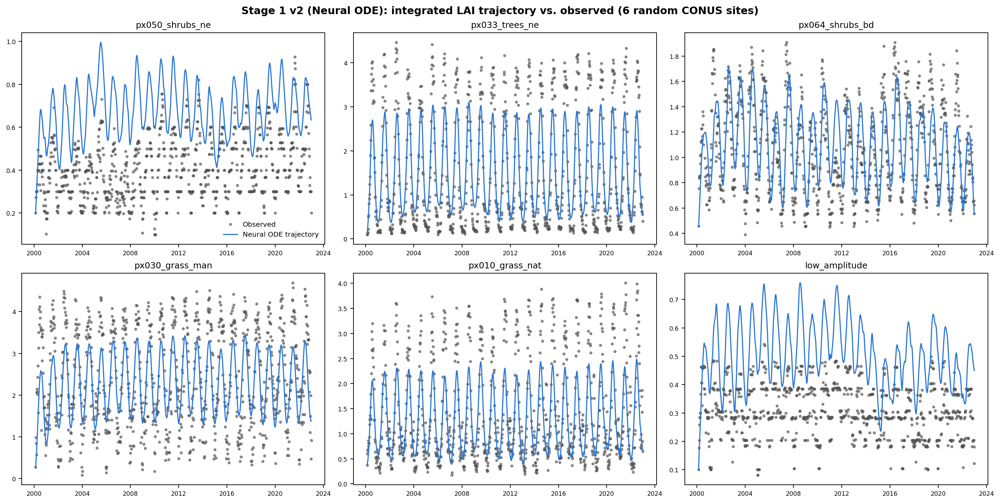 Stage 1 v2 (Neural ODE): integrated LAI trajectory vs. observed (6 random CONUS sites)
px050_shrubs_ne
1.0
0.8
0.6
0.4
0.2
Observed
Neural ODE trajectory
2000 2004 2008 2012 2016 2020 2024
px033_trees_ne
4
3
2
1
0
2000 2004 2008 2012 2016 2020 2024
px064_shrubs_bd
1.8
1.6
1.4
1.2
1.0
0.8
0.6
0.4
2000 2004 2008 2012 2016 2020 2024
px030_grass_man
4
3
2
1
0
2000 2004 2008 2012 2016 2020 2024
px010_grass_nat
4.0
3.5
3.0
2.5
2.0
1.5
1.0
0.5
0.0
2000 2004 2008 2012 2016 2020 2024
low_amplitude
0.7
0.6
0.5
0.4
0.3
0.2
0.1
2000 2004 2008 2012 2016 2020 2024